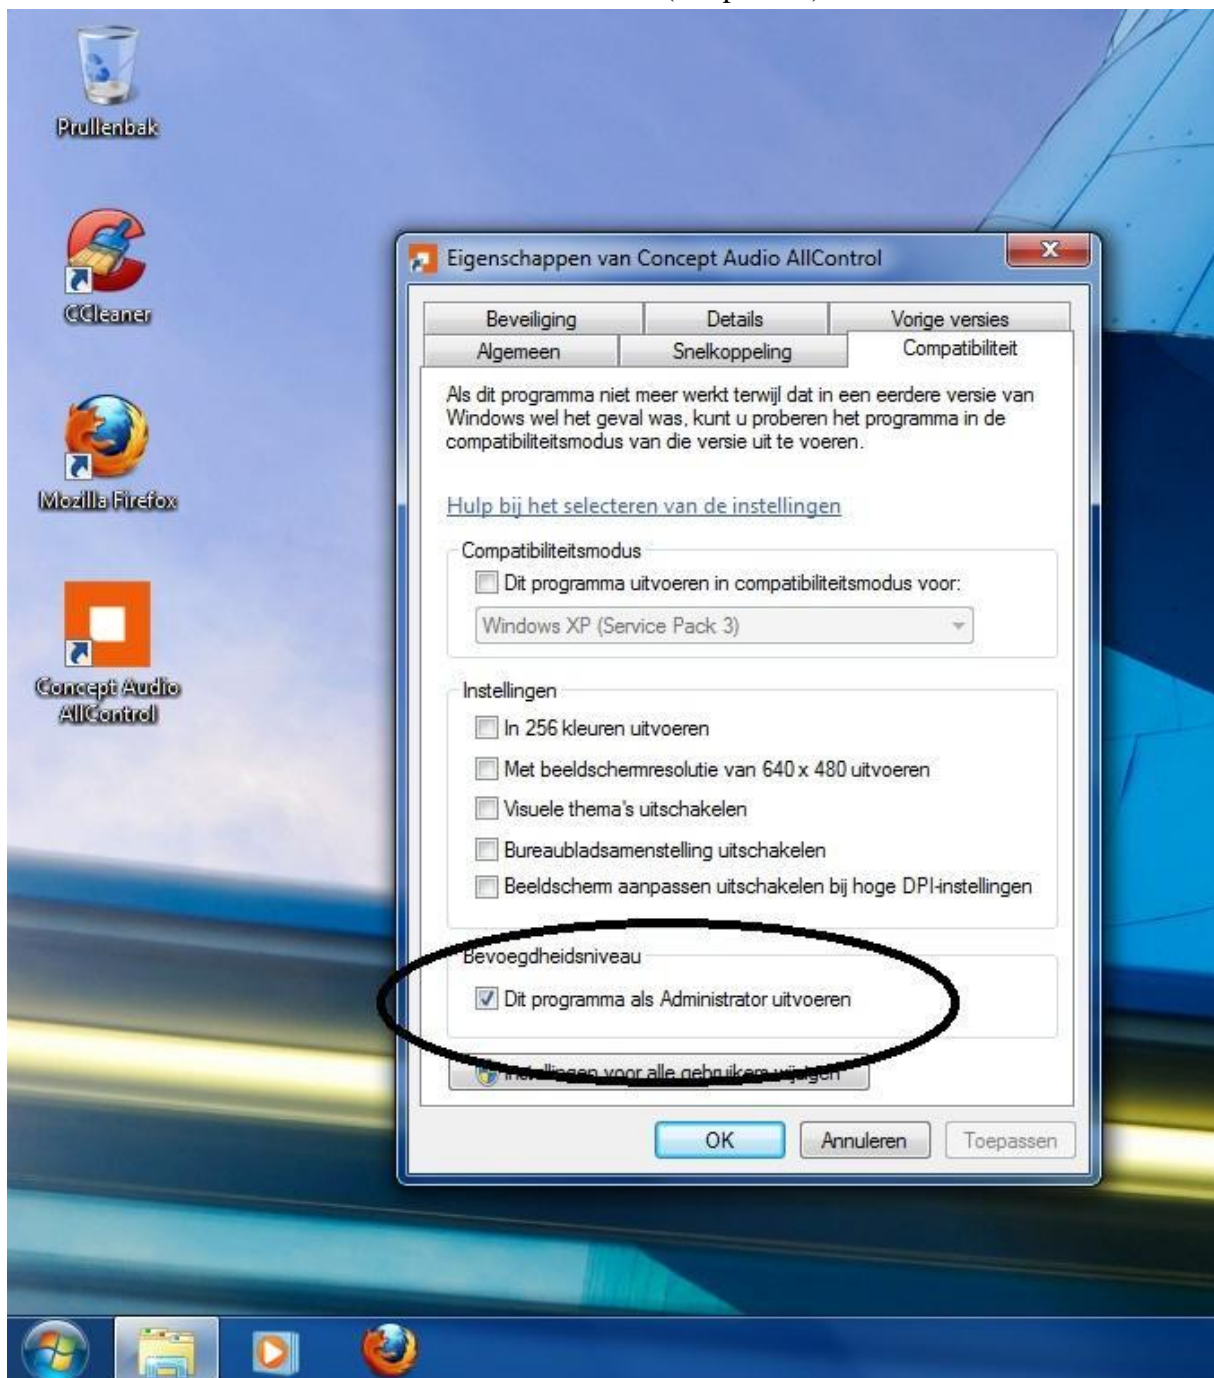 Prullenbak
CCleaner
Mozilla Firefox
Concept Audio
AllControl
Eigenschappen van Concept Audio AllControl
Beveiliging Details Vorige versies
Algemeen Snelkoppeling Compatibiliteit
Als dit programma niet meer werkt terwijl dat in een eerdere versie van
Windows wel het geval was, kunt u proberen het programma in de
compatibiliteitsmodus van die versie uit te voeren.
Hulp bij het selecteren van de instellingen
Compatibiliteitsmodus
Dit programma uitvoeren in compatibiliteitsmodus voor:
Windows XP (Service Pack 3)
Instellingen
In 256 kleuren uitvoeren
Met beeldschermresolutie van 640 x 480 uitvoeren
Visuele thema's uitschakelen
Bureaubladsamenstelling uitschakelen
Beeldscherm aanpassen uitschakelen bij hoge DPI-instellingen
Bevoegdheidsniveau
Dit programma als Administrator uitvoeren
Instellingen voor alle gebruikers wijzigen
OK Annuleren Toepassen